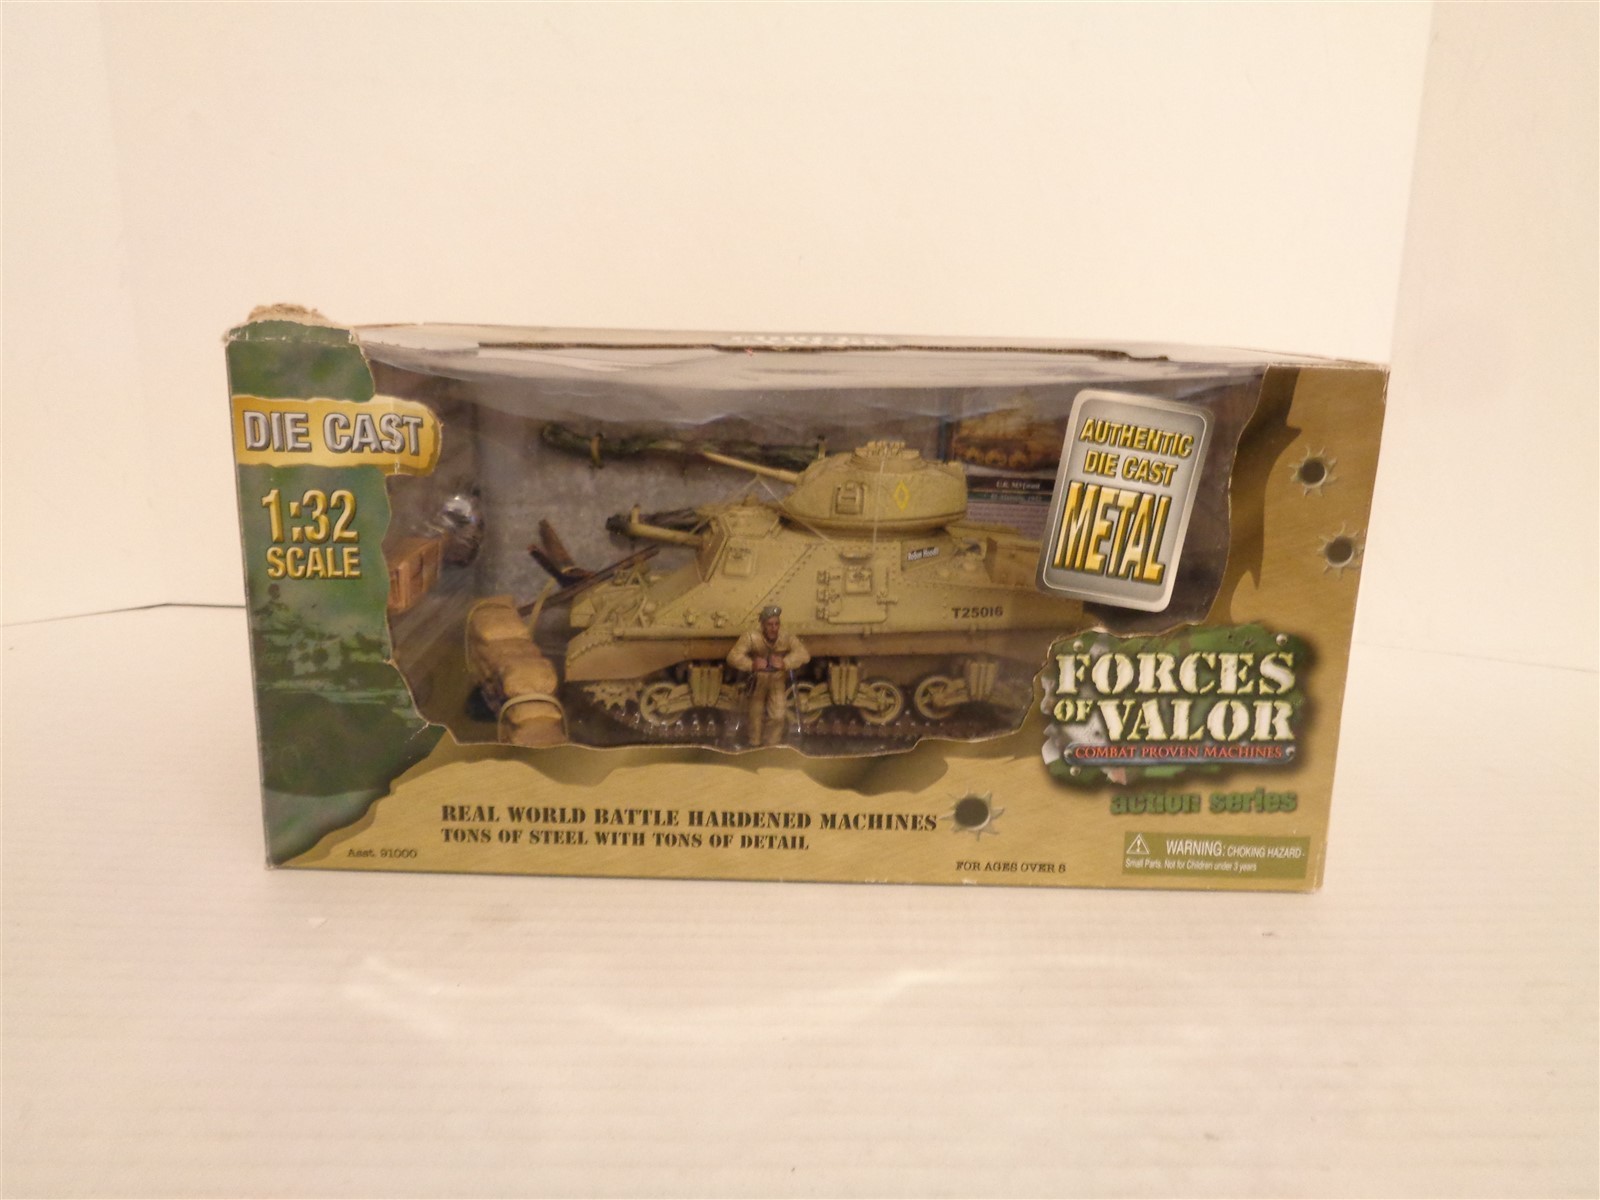 DIE CAST
1:32
SCALE
AUTHENTIC
DIE CAST
METAL
T25016
FORCES
OF VALOR
COMBAT PROVEN MACHINES
action series
REAL WORLD BATTLE HARDENED MACHINES
TONS OF STEEL WITH TONS OF DETAIL
Asst. 91000
FOR AGES OVER 8
WARNING: CHOKING HAZARD -
Small Parts. Not for Children under 3 years